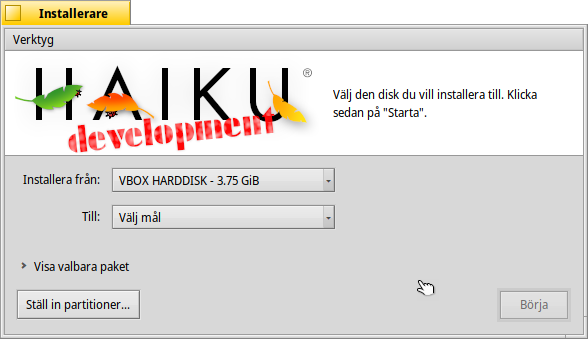 Installerare
Verktyg
HAIKU®
development
Välj den disk du vill installera till. Klicka
sedan på "Starta".
Installera från:
VBOX HARDDISK - 3.75 GiB
Till:
Välj mål
Visa valbara paket
Ställ in partitioner...
Börja